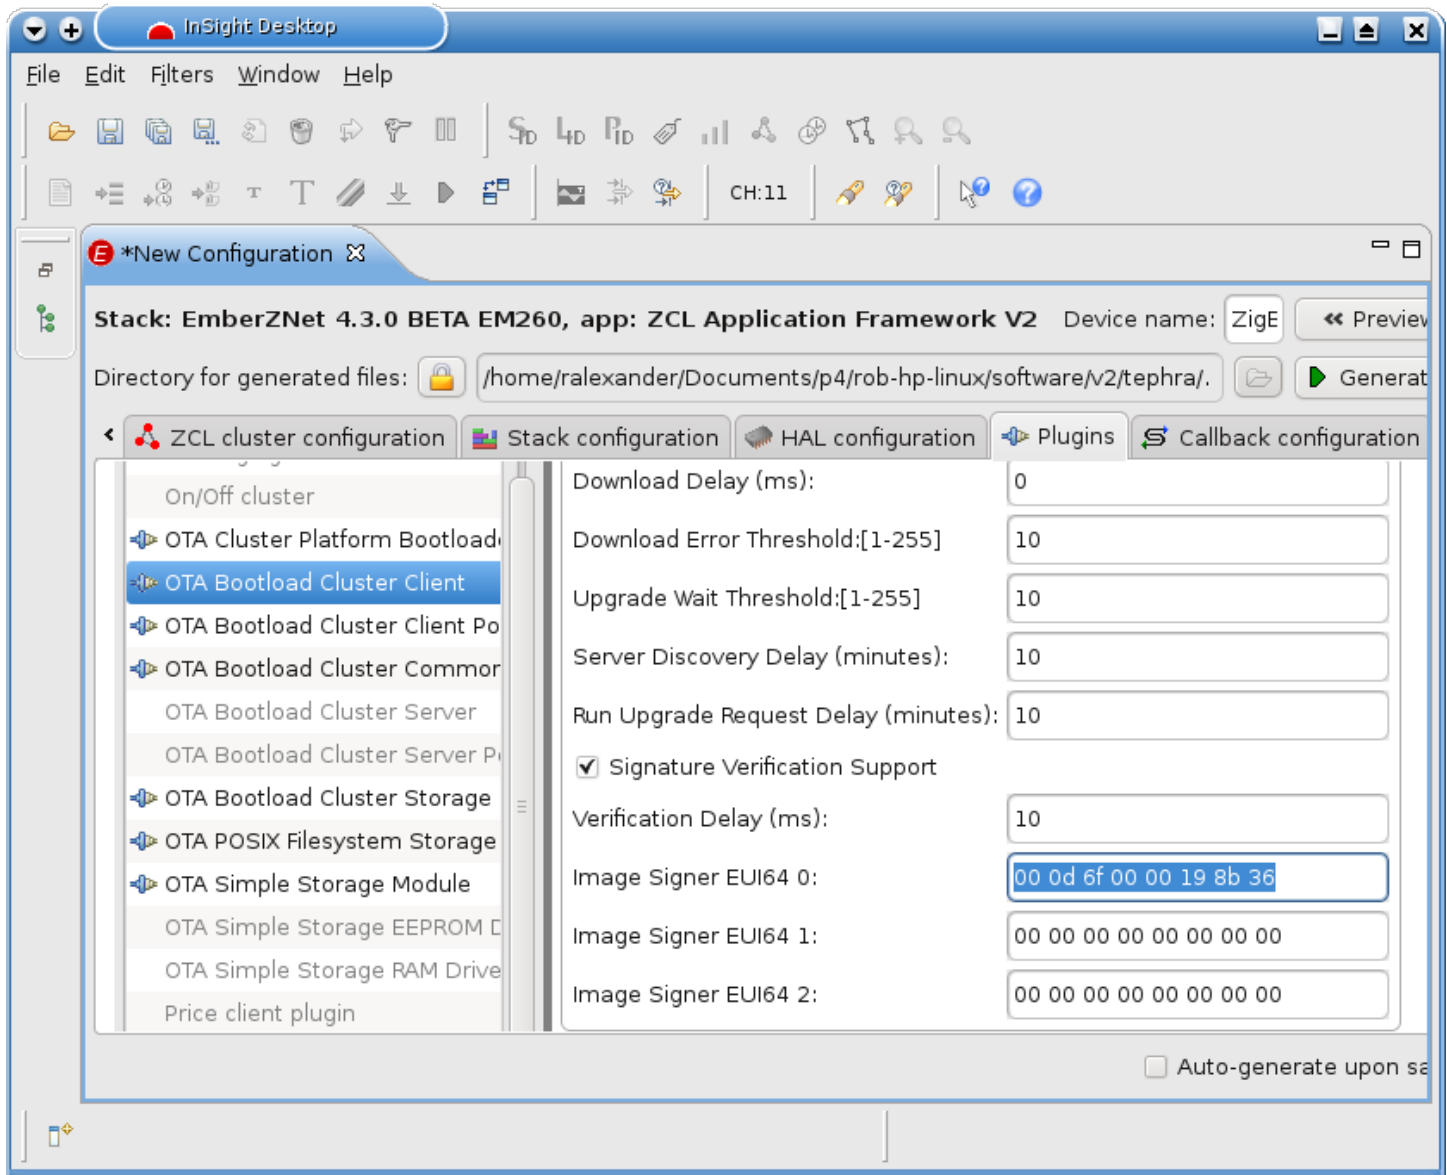 InSight Desktop
File Edit Filters Window Help
CH:11
*New Configuration
Stack: EmberZNet 4.3.0 BETA EM260, app: ZCL Application Framework V2 Device name: ZigE Preview
Directory for generated files: /home/ralexander/Documents/p4/rob-hp-linux/software/v2/tephra/. Generat
ZCL cluster configuration Stack configuration HAL configuration Plugins Callback configuration
On/Off cluster
OTA Cluster Platform Bootload
OTA Bootload Cluster Client
OTA Bootload Cluster Client Po
OTA Bootload Cluster Common
OTA Bootload Cluster Server
OTA Bootload Cluster Server P
OTA Bootload Cluster Storage
OTA POSIX Filesystem Storage
OTA Simple Storage Module
OTA Simple Storage EEPROM D
OTA Simple Storage RAM Drive
Price client plugin
Download Delay (ms): 0
Download Error Threshold:[1-255] 10
Upgrade Wait Threshold:[1-255] 10
Server Discovery Delay (minutes): 10
Run Upgrade Request Delay (minutes): 10
Signature Verification Support
Verification Delay (ms): 10
Image Signer EUI64 0: 00 0d 6f 00 00 19 8b 36
Image Signer EUI64 1: 00 00 00 00 00 00 00 00
Image Signer EUI64 2: 00 00 00 00 00 00 00 00
Auto-generate upon sa